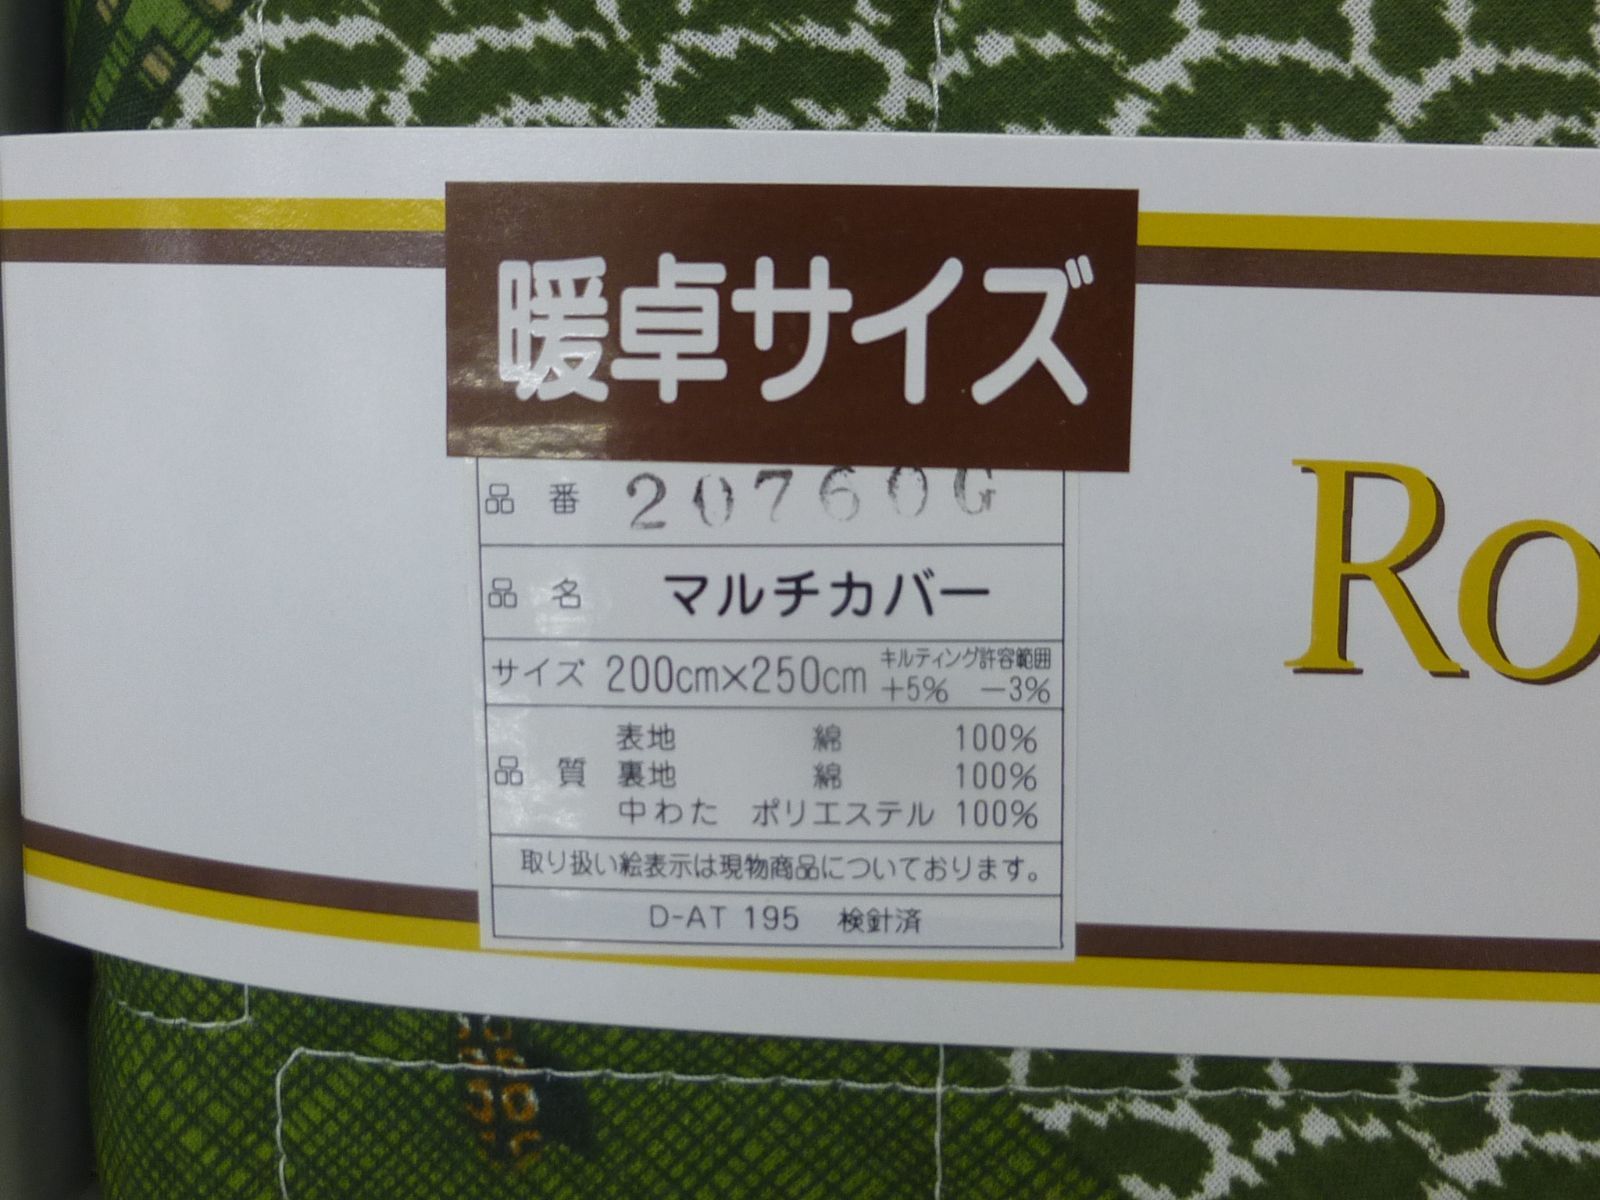 暖卓サイズ
品番 20760G
品名 マルチカバー
サイズ 200cm×250cm キルティング許容範囲 +5% -3%
品質 表地 綿 100%
裏地 綿 100%
中わた ポリエステル 100%
取り扱い絵表示は現物商品についております。
D-AT 195 検針済
Ro